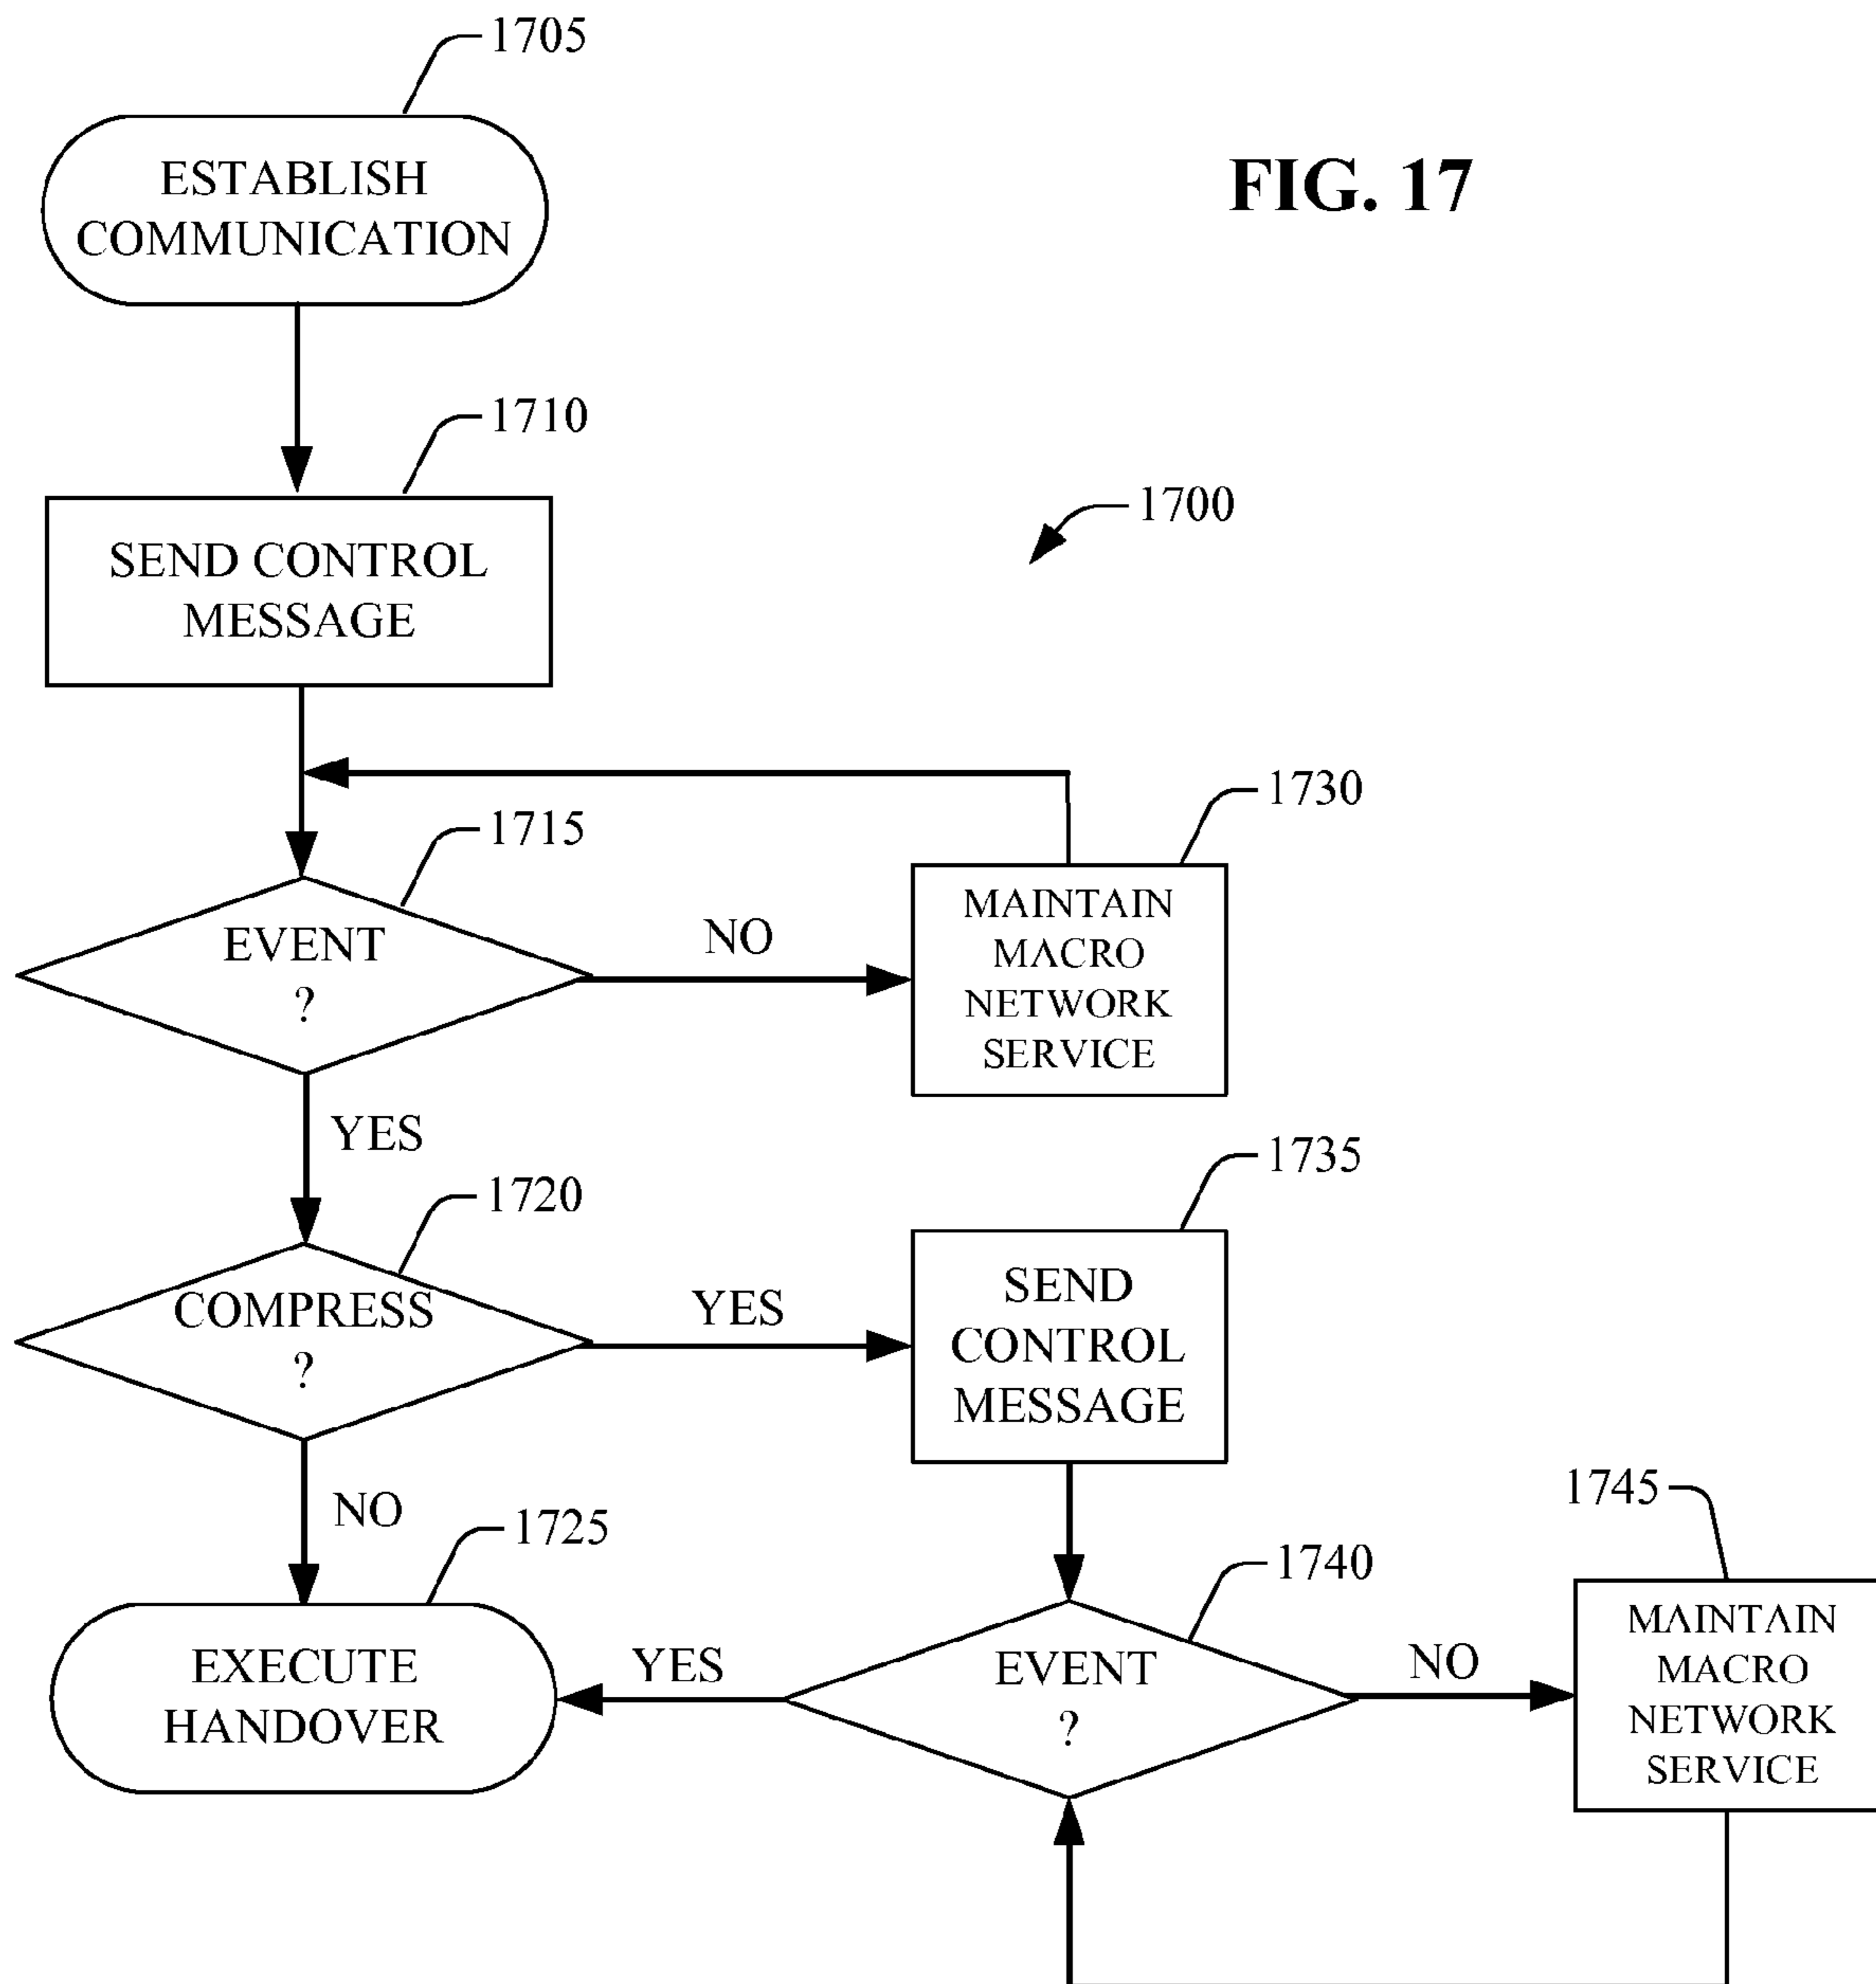 1705
ESTABLISH
COMMUNICATION
FIG. 17
1710
SEND CONTROL
MESSAGE
1700
1730
1715
EVENT
?
NO
MAINTAIN
MACRO
NETWORK
SERVICE
YES
1735
1720
COMPRESS
?
YES
SEND
CONTROL
MESSAGE
NO
1725
1745
1740
EXECUTE
HANDOVER
YES
EVENT
?
NO
MAINTAIN
MACRO
NETWORK
SERVICE